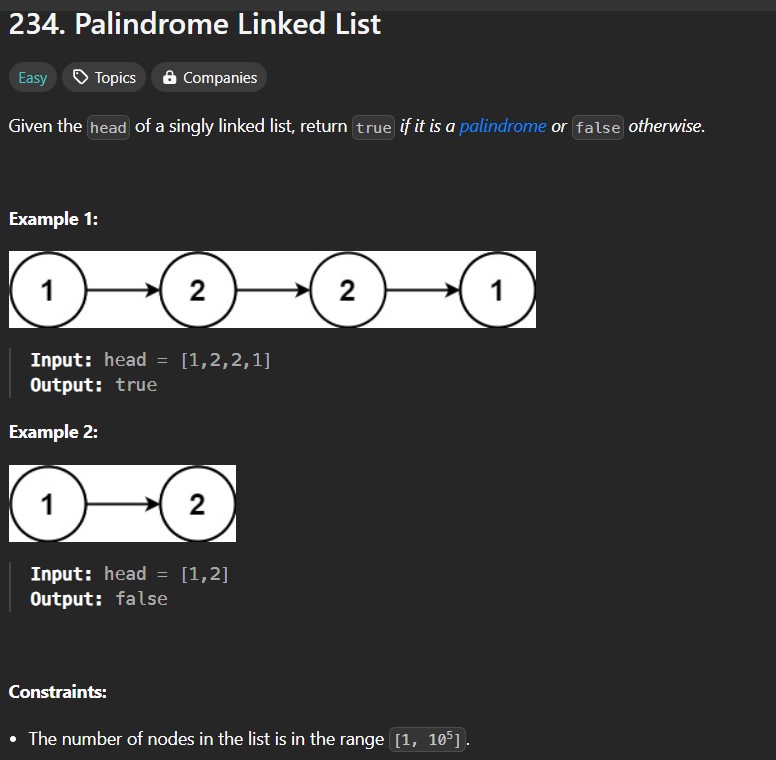 234. Palindrome Linked List
Easy Topics Companies
Given the head of a singly linked list, return true if it is a palindrome or false otherwise.
Example 1:
1 2 2 1
Input: head = [1,2,2,1]
Output: true
Example 2:
1 2
Input: head = [1,2]
Output: false
Constraints:
• The number of nodes in the list is in the range [1, 10⁵].